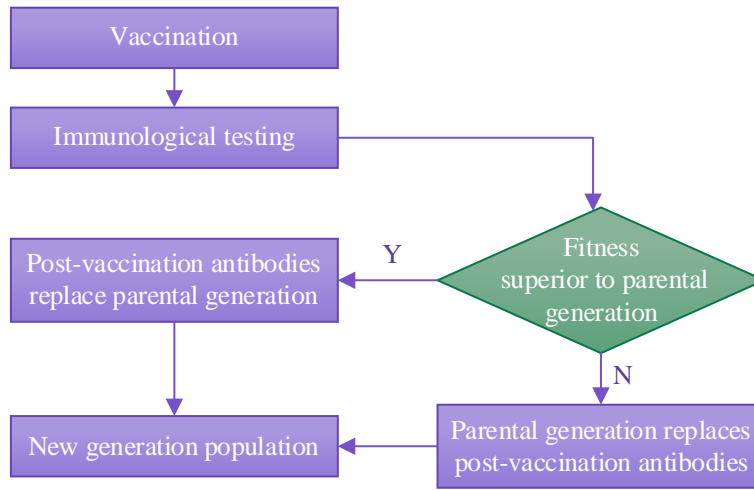 Vaccination
Immunological testing
Fitness
superior to parental
generation
Y
Post-vaccination antibodies
replace parental generation
N
New generation population
Parental generation replaces
post-vaccination antibodies